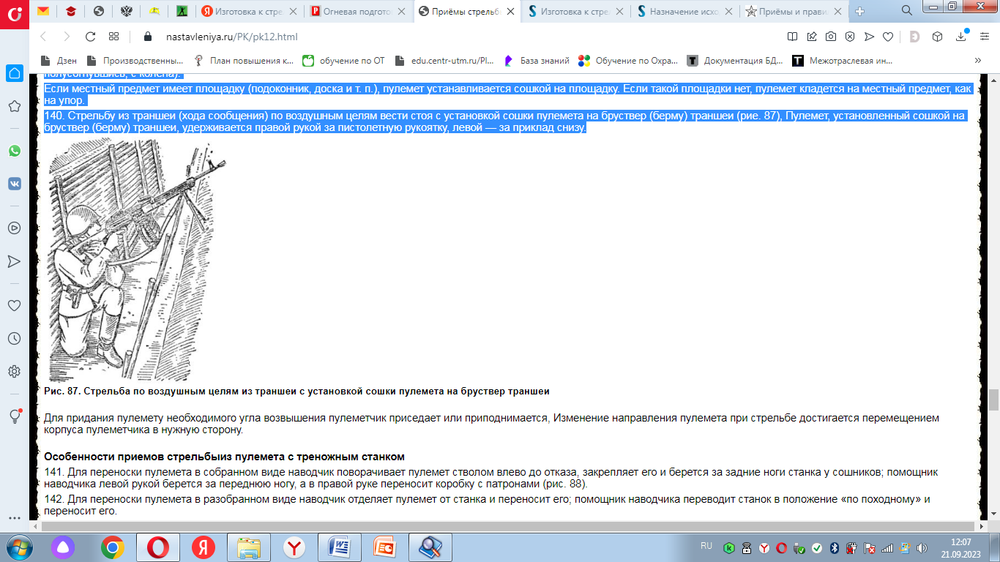 Изготовка к стре
Огневая подгото
Приёмы стрельб
Изготовка к стре
Назначение исхо
Приёмы и прави
nastavleniya.ru/PK/pk12.html
Дзен
Производственны...
План повышения к...
обучение по ОТ
edu.centr-utm.ru/Pl...
База знаний
Обучение по Охра...
Документация БД...
Межотраслевая ин...
полусогнувшись, с колена).
Если местный предмет имеет площадку (подоконник, доска и т. п.), пулемет устанавливается сошкой на площадку. Если такой площадки нет, пулемет кладется на местный предмет, как
на упор.
140. Стрельбу из траншеи (хода сообщения) по воздушным целям вести стоя с установкой сошки пулемета на бруствер (берму) траншеи (рие. 87), Пулемет, установленный сошкой на
бруствер (берму) траншеи, удерживается правой рукой за пистолетную рукоятку, левой — за приклад снизу.
Рис. 87. Стрельба по воздушным целям из траншеи с установкой сошки пулемета на бруствер траншеи
Для придания пулемету необходимого угла возвышения пулеметчик приседает или приподнимается, Изменение направления пулемета при стрельбе достигается перемещением
корпуса пулеметчика в нужную сторону.
Особенности приемов стрельбыиз пулемета с треножным станком
141. Для переноски пулемета в собранном виде наводчик поворачивает пулемет стволом влево до отказа, закрепляет его и берется за задние ноги станка у сошников; помощник
наводчика левой рукой берется за переднюю ногу, а в правой руке переносит коробку с патронами (рис. 88).
142. Для переноски пулемета в разобранном виде наводчик отделяет пулемет от станка и переносит его; помощник наводчика переводит станок в положение «по походному» и
переносит его.
RU
12:07
21.09.2023